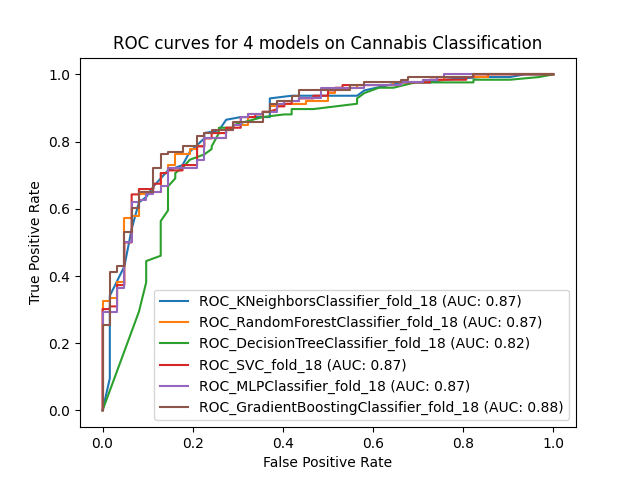 ROC curves for 4 models on Cannabis Classification
True Positive Rate
1.0
0.8
0.6
0.4
0.2
0.0
ROC_KNeighborsClassifier_fold_18 (AUC: 0.87)
ROC_RandomForestClassifier_fold_18 (AUC: 0.87)
ROC_DecisionTreeClassifier_fold_18 (AUC: 0.82)
ROC_SVC_fold_18 (AUC: 0.87)
ROC_MLPClassifier_fold_18 (AUC: 0.87)
ROC_GradientBoostingClassifier_fold_18 (AUC: 0.88)
0.0 0.2 0.4 0.6 0.8 1.0
False Positive Rate